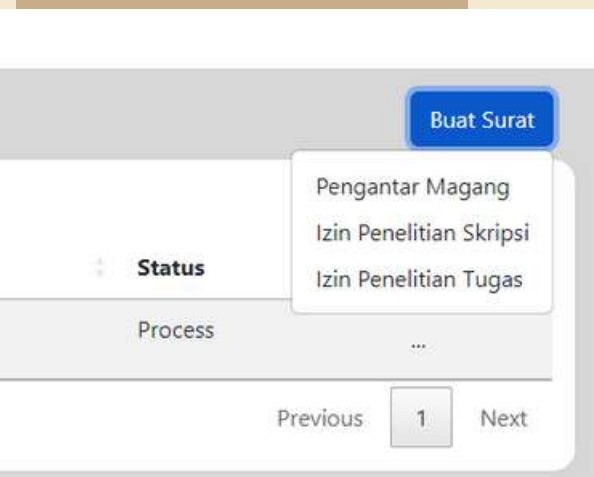 Buat Surat
Pengantar Magang
Izin Penelitian Skripsi
Status
Izin Penelitian Tugas
Process
...
Previous 1 Next